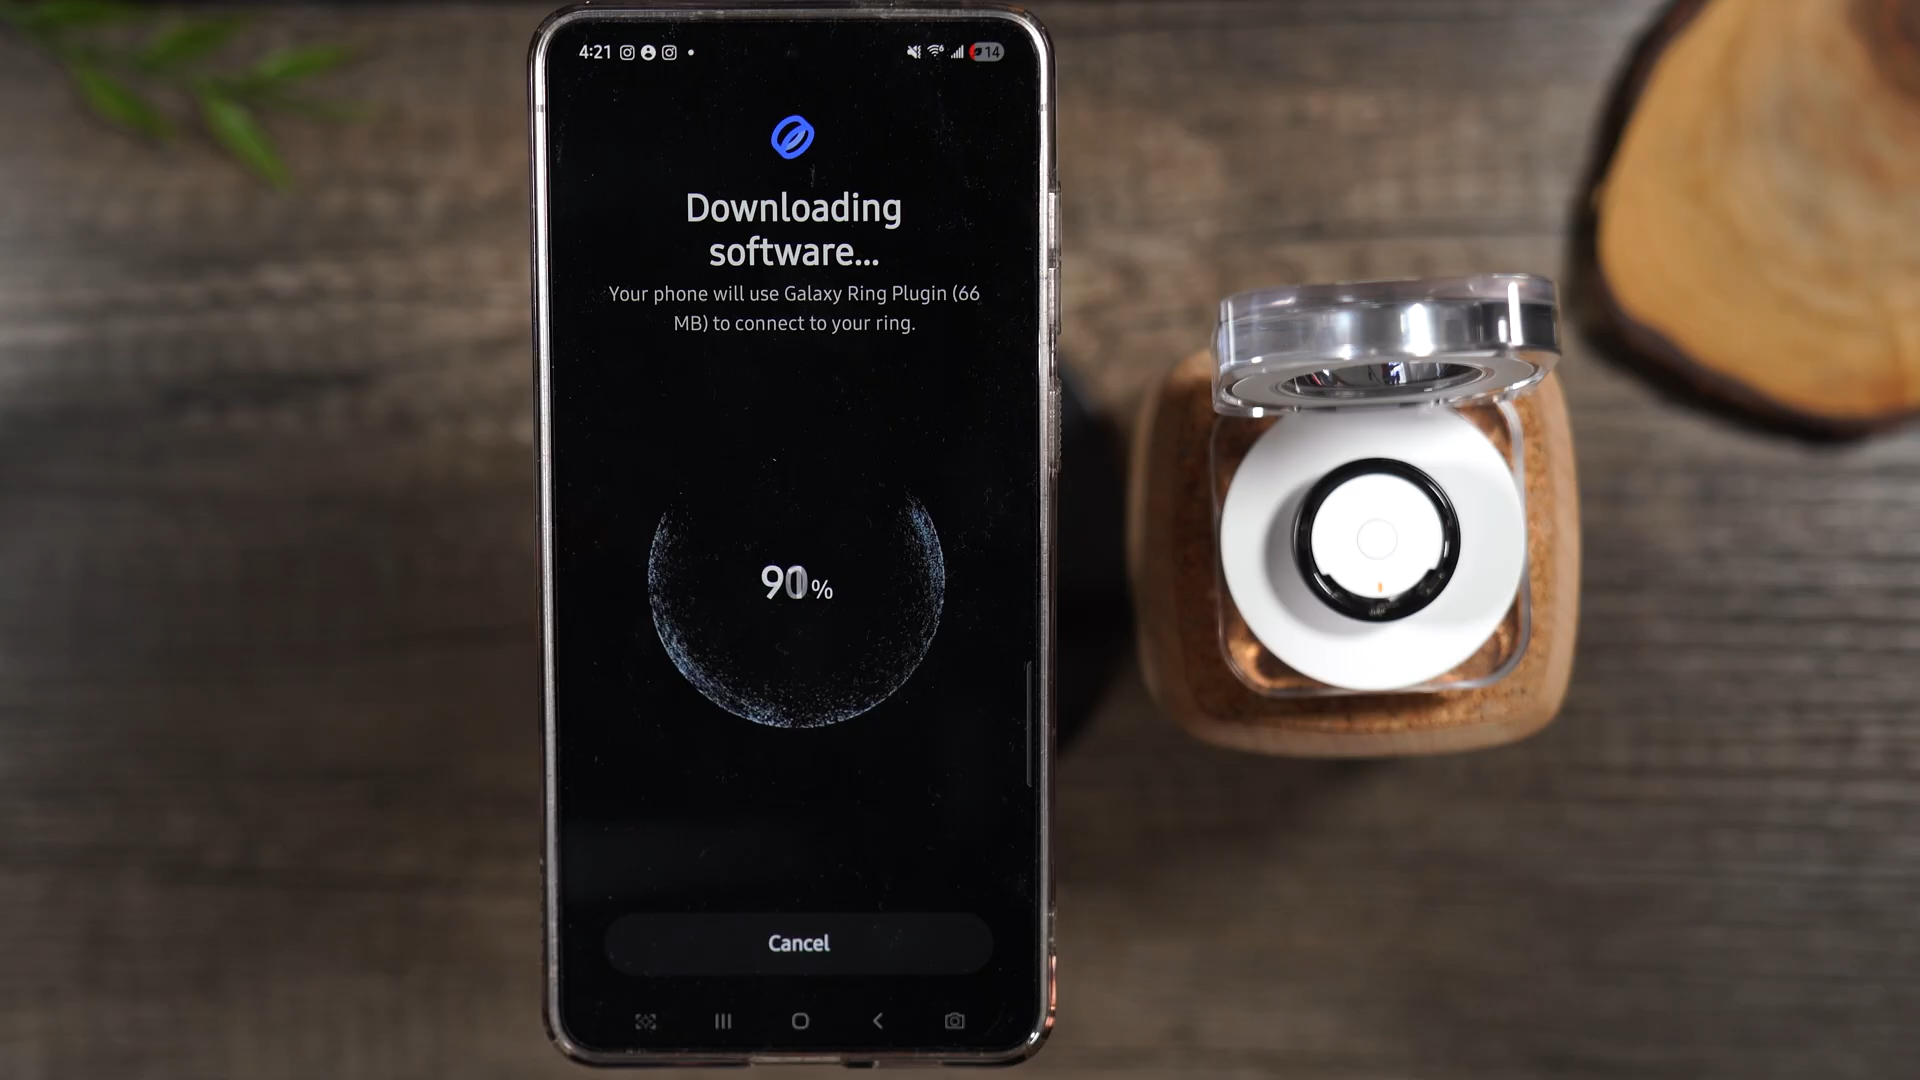 4:21
14
Downloading
software...
Your phone will use Galaxy Ring Plugin (66
MB) to connect to your ring.
90%
Cancel